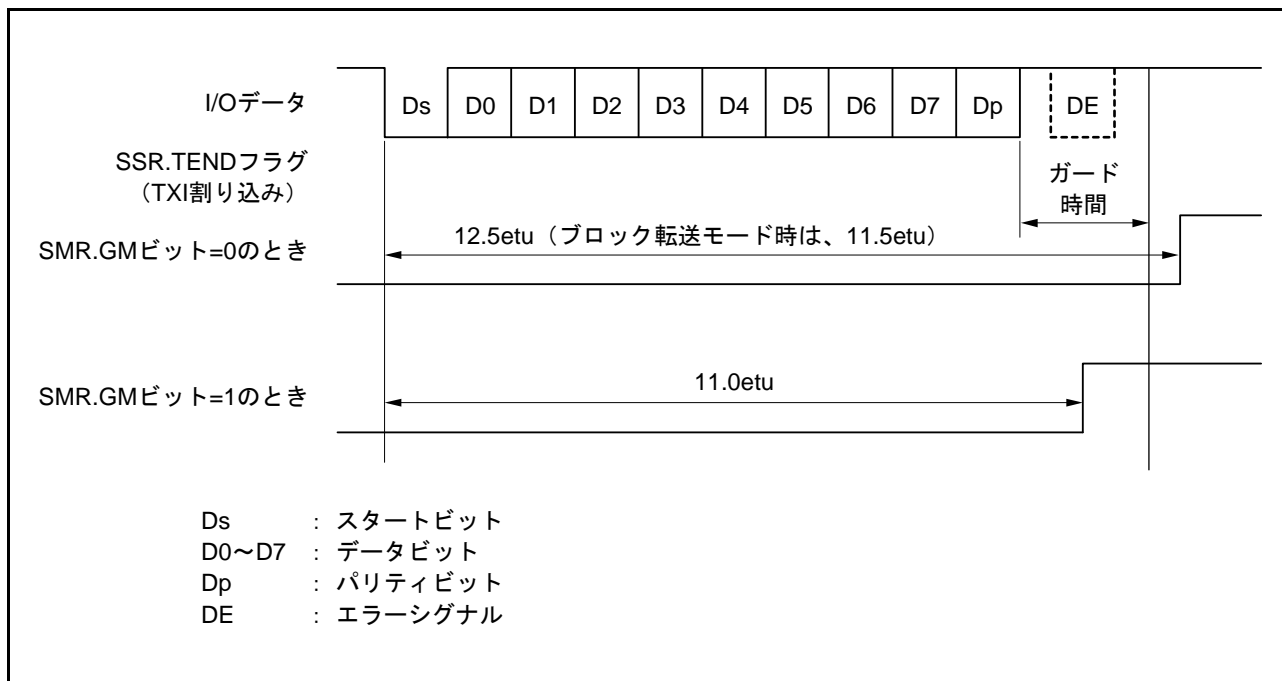 I/Oデータ
Ds D0 D1 D2 D3 D4 D5 D6 D7 Dp DE
SSR.TENDフラグ
（TXI割り込み）
ガード
時間
12.5etu（ブロック転送モード時は、11.5etu）
SMR.GMビット=0のとき
11.0etu
SMR.GMビット=1のとき
Ds : スタートビット
D0～D7 : データビット
Dp : パリティビット
DE : エラーシグナル